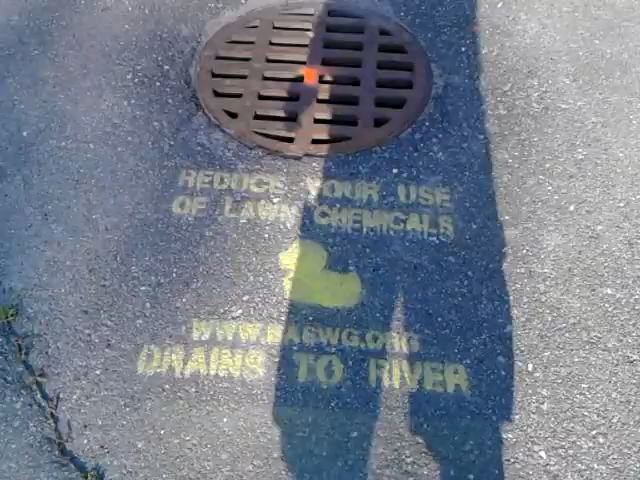 REDUCE YOUR USE
OF LAWN CHEMICALS
DRAINS TO RIVER